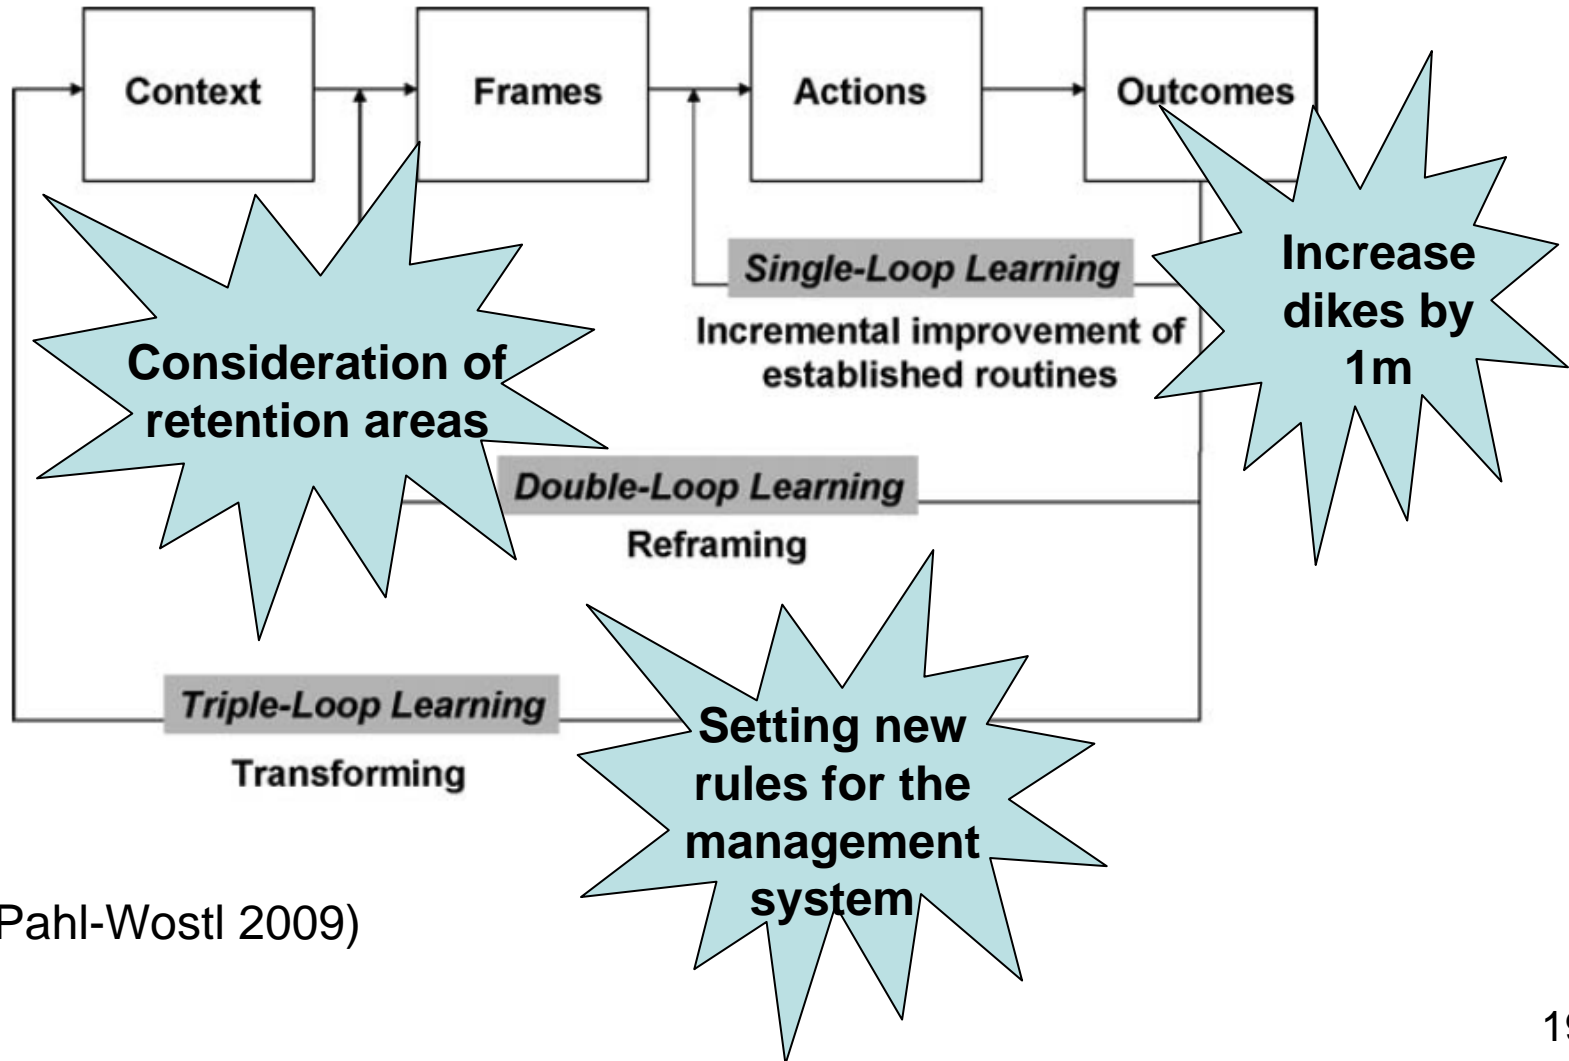 Context
Frames
Actions
Outcomes
Single-Loop Learning
Incremental improvement of
established routines
Increase
dikes by
1m
Consideration of
retention areas
Double-Loop Learning
Reframing
Triple-Loop Learning
Transforming
Setting new
rules for the
management
system
Pahl-Wostl 2009)
19